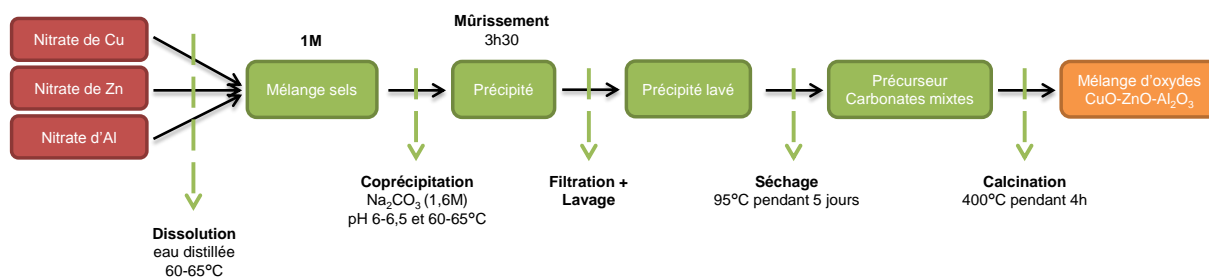 Nitrate de Cu
Nitrate de Zn
Nitrate d'Al
Dissolution
eau distillée
60-65°C
1M
Mélange sels
Coprécipitation
Na₂CO₃ (1,6M)
pH 6-6,5 et 60-65°C
Mûrissement
3h30
Précipité
Filtration +
Lavage
Précipité lavé
Séchage
95°C pendant 5 jours
Précurseur
Carbonates mixtes
Calcination
400°C pendant 4h
Mélange d'oxydes
CuO-ZnO-Al₂O₃